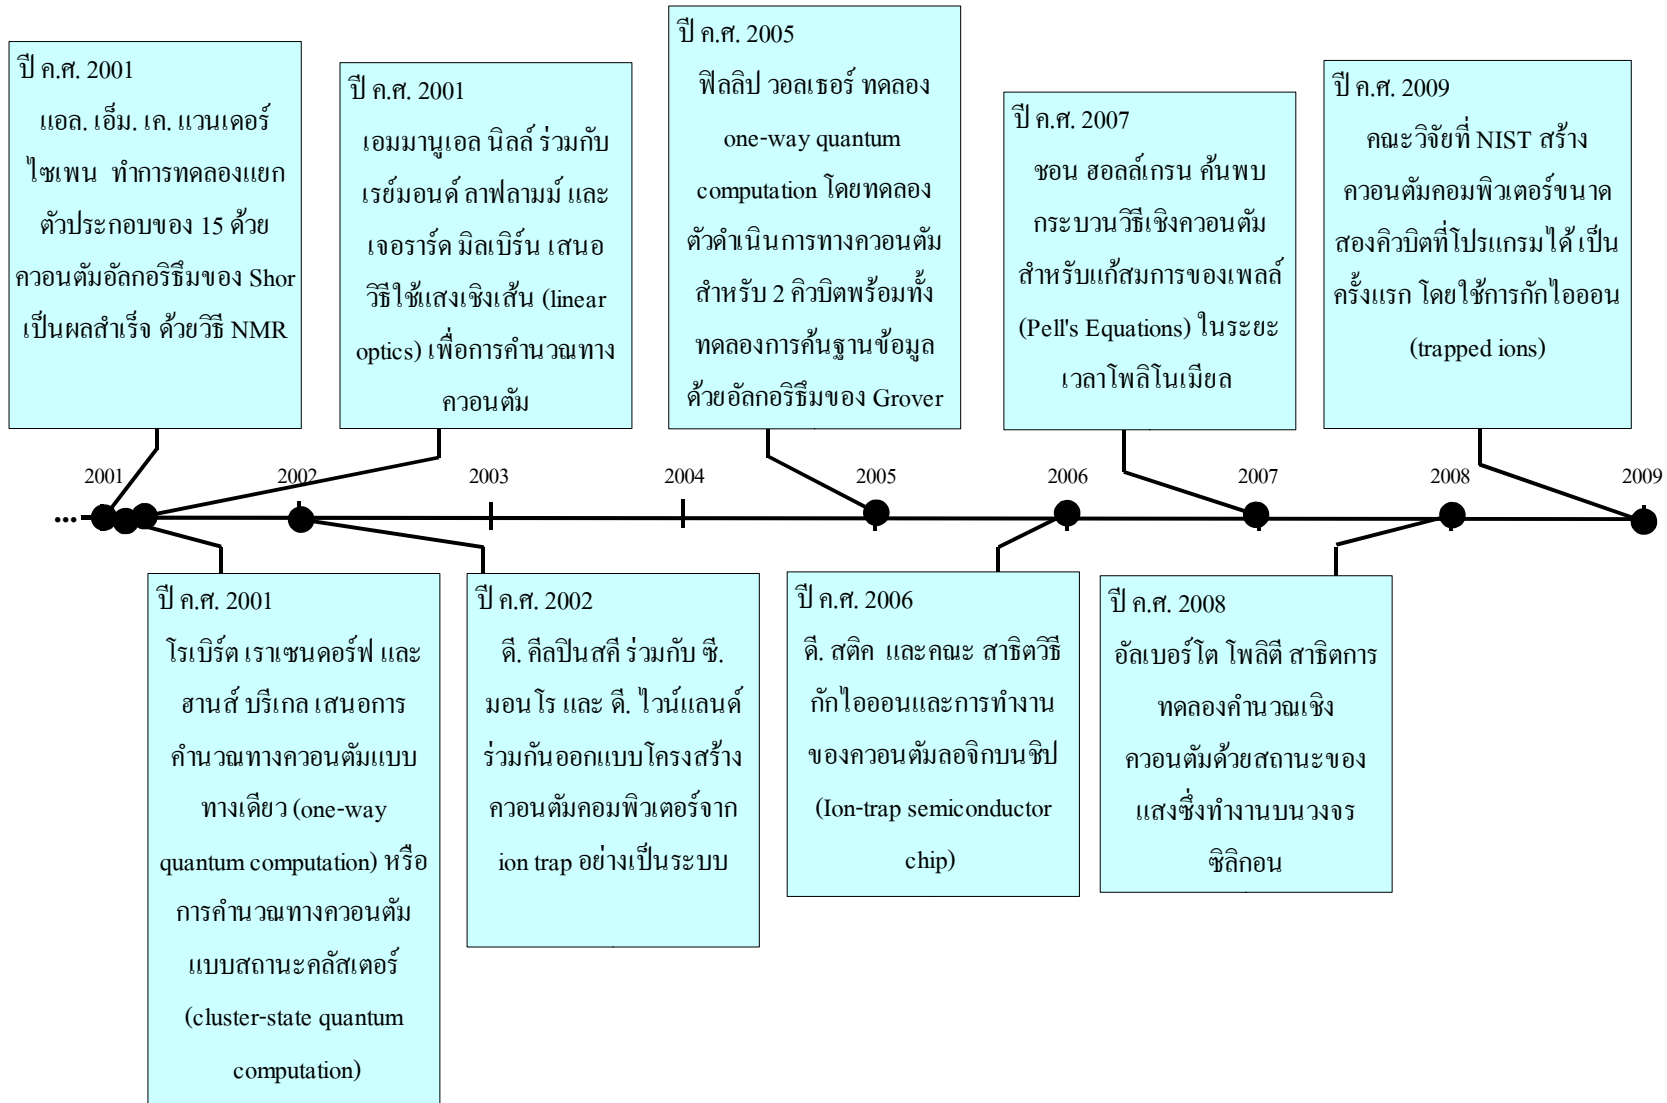 ปี ค.ศ. 2001
แอล. เอ็ม. เค. แวนเดอร์
ไซเพน ทำการทดลองแยก
ตัวประกอบของ 15 ด้วย
ควอนตัมอัลกอริธึมของ Shor
เป็นผลสำเร็จ ด้วยวิธี NMR
ปี ค.ศ. 2001
เอมมานูเอล นิลล์ ร่วมกับ
เรย์มอนด์ ลาฟลามม์ และ
เจอราร์ด มิลเบิร์น เสนอ
วิธีใช้แสงเชิงเส้น (linear
optics) เพื่อการคำนวณทาง
ควอนตัม
ปี ค.ศ. 2005
ฟิลลิป วอลเธอร์ ทดลอง
one-way quantum
computation โดยทดลอง
ตัวดำเนินการทางควอนตัม
สำหรับ 2 คิวบิตพร้อมทั้ง
ทดลองการค้นฐานข้อมูล
ด้วยอัลกอริธึมของ Grover
ปี ค.ศ. 2007
ชอน ฮอลล์เกรน ค้นพบ
กระบวนวิธีเชิงควอนตัม
สำหรับแก้สมการของเพลล์
(Pell's Equations) ในระยะ
เวลาโพลิโนเมียล
ปี ค.ศ. 2009
คณะวิจัยที่ NIST สร้าง
ควอนตัมคอมพิวเตอร์ขนาด
สองคิวบิตที่โปรแกรมได้ เป็น
ครั้งแรก โดยใช้การกักไอออน
(trapped ions)
2001
2002
2003
2004
2005
2006
2007
2008
2009
...
ปี ค.ศ. 2001
โรเบิร์ต เราเซนดอร์ฟ และ
ฮานส์ บรีเกล เสนอการ
คำนวณทางควอนตัมแบบ
ทางเดียว (one-way
quantum computation) หรือ
การคำนวณทางควอนตัม
แบบสถานะคลัสเตอร์
(cluster-state quantum
computation)
ปี ค.ศ. 2002
ดี. คีลปินสคี ร่วมกับ ซี.
มอนโร และ ดี. ไวน์แลนด์
ร่วมกันออกแบบโครงสร้าง
ควอนตัมคอมพิวเตอร์จาก
ion trap อย่างเป็นระบบ
ปี ค.ศ. 2006
ดี. สติค และคณะ สาธิตวิธี
กักไอออนและการทำงาน
ของควอนตัมลอจิกบนชิป
(Ion-trap semiconductor
chip)
ปี ค.ศ. 2008
อัลเบอร์โต โพลิตี สาธิตการ
ทดลองคำนวณเชิง
ควอนตัมด้วยสถานะของ
แสงซึ่งทำงานบนวงจร
ซิลิกอน